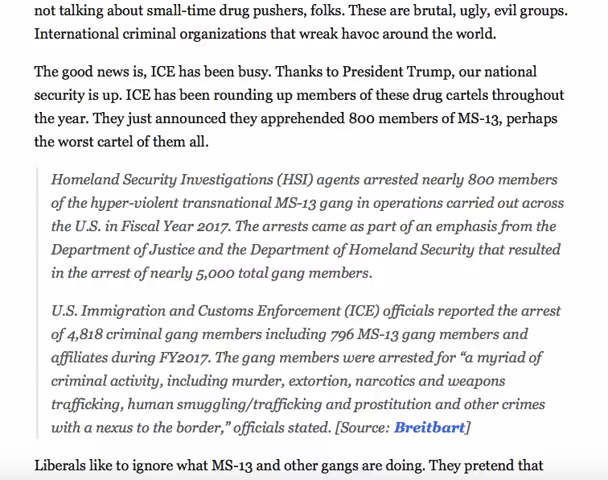 not talking about small-time drug pushers, folks. These are brutal, ugly, evil groups.
International criminal organizations that wreak havoc around the world.
The good news is, ICE has been busy. Thanks to President Trump, our national
security is up. ICE has been rounding up members of these drug cartels throughout
the year. They just announced they apprehended 800 members of MS-13, perhaps
the worst cartel of them all.
Homeland Security Investigations (HSI) agents arrested nearly 800 members
of the hyper-violent transnational MS-13 gang in operations carried out across
the U.S. in Fiscal Year 2017. The arrests came as part of an emphasis from the
Department of Justice and the Department of Homeland Security that resulted
in the arrest of nearly 5,000 total gang members.
U.S. Immigration and Customs Enforcement (ICE) officials reported the arrest
of 4,818 criminal gang members including 796 MS-13 gang members and
affiliates during FY2017. The gang members were arrested for “a myriad of
criminal activity, including murder, extortion, narcotics and weapons
trafficking, human smuggling/trafficking and prostitution and other crimes
with a nexus to the border,” officials stated. [Source: Breitbart]
Liberals like to ignore what MS-13 and other gangs are doing. They pretend that